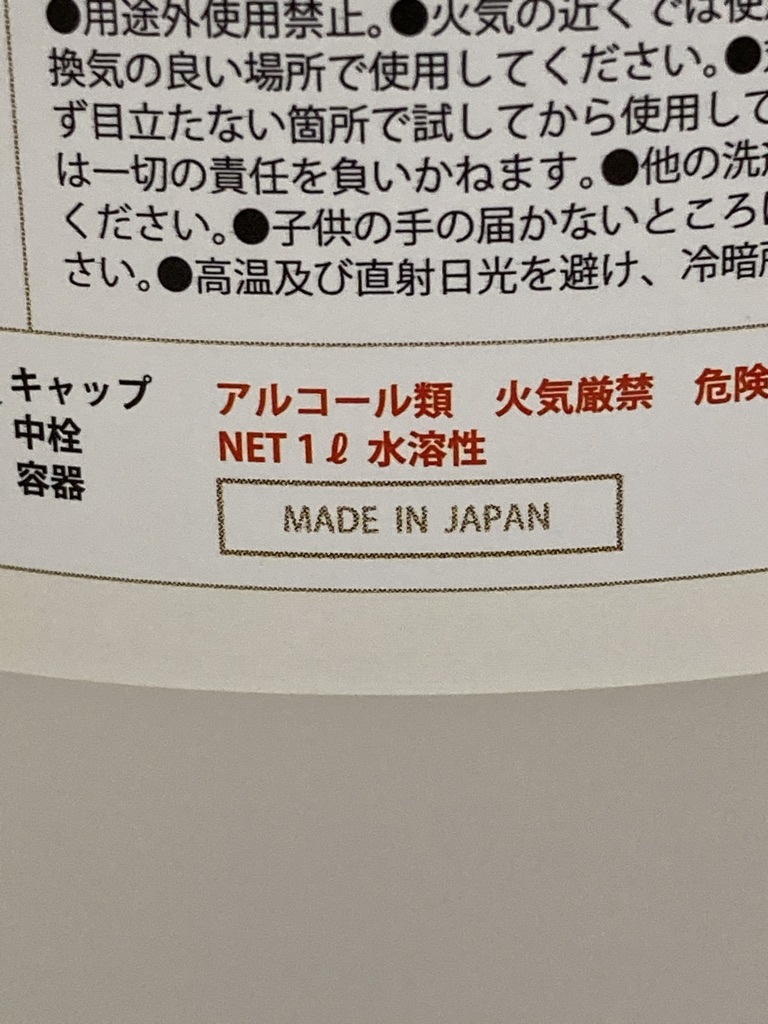 ●用途外使用禁止。●火気の近くでは使
換気の良い場所で使用してください。●
ず目立たない箇所で試してから使用して
は一切の責任を負いかねます。●他の洗
ください。●子供の手の届かないところ
さい。●高温及び直射日光を避け、冷暗所
キャップ
中栓
容器
アルコール類 火気厳禁 危険
NET 1ℓ 水溶性
MADE IN JAPAN